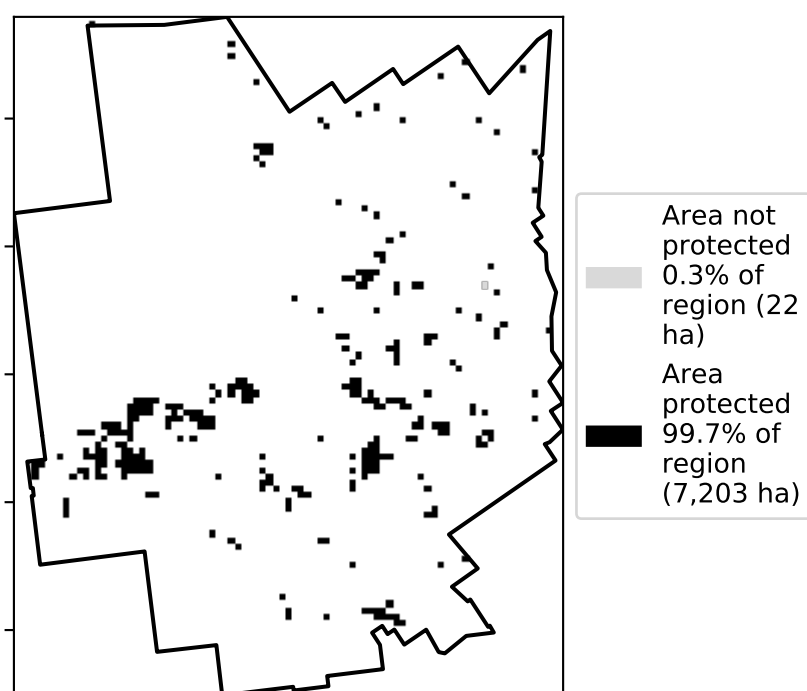 Area not
protected
0.3% of
region (22
ha)
Area
protected
99.7% of
region
(7,203 ha)